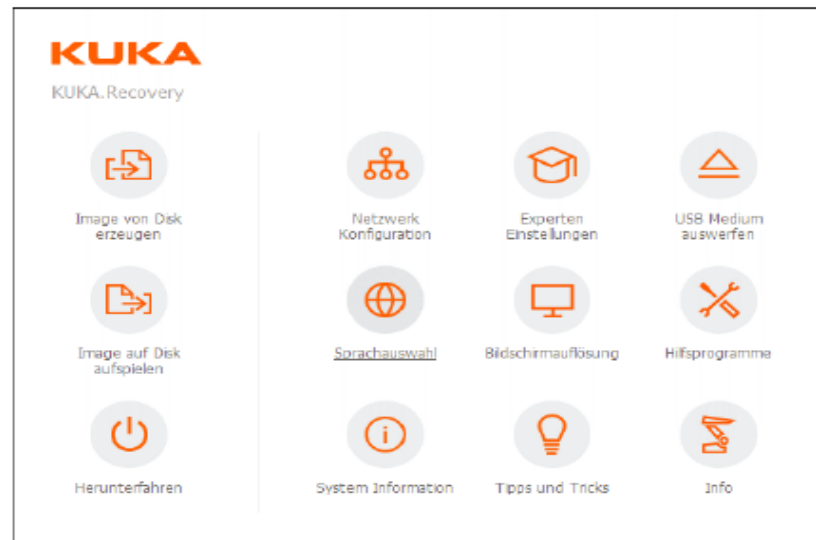 KUKA
KUKA.Recovery
Image von Disk
erzeugen
Netzwerk
Konfiguration
Experten
Einstellungen
USB Medium
auswerfen
Image auf Disk
aufspielen
Sprachauswahl
Bildschirmauflösung
Hilfsprogramme
Herunterfahren
i
System Information
Tipps und Tricks
Info